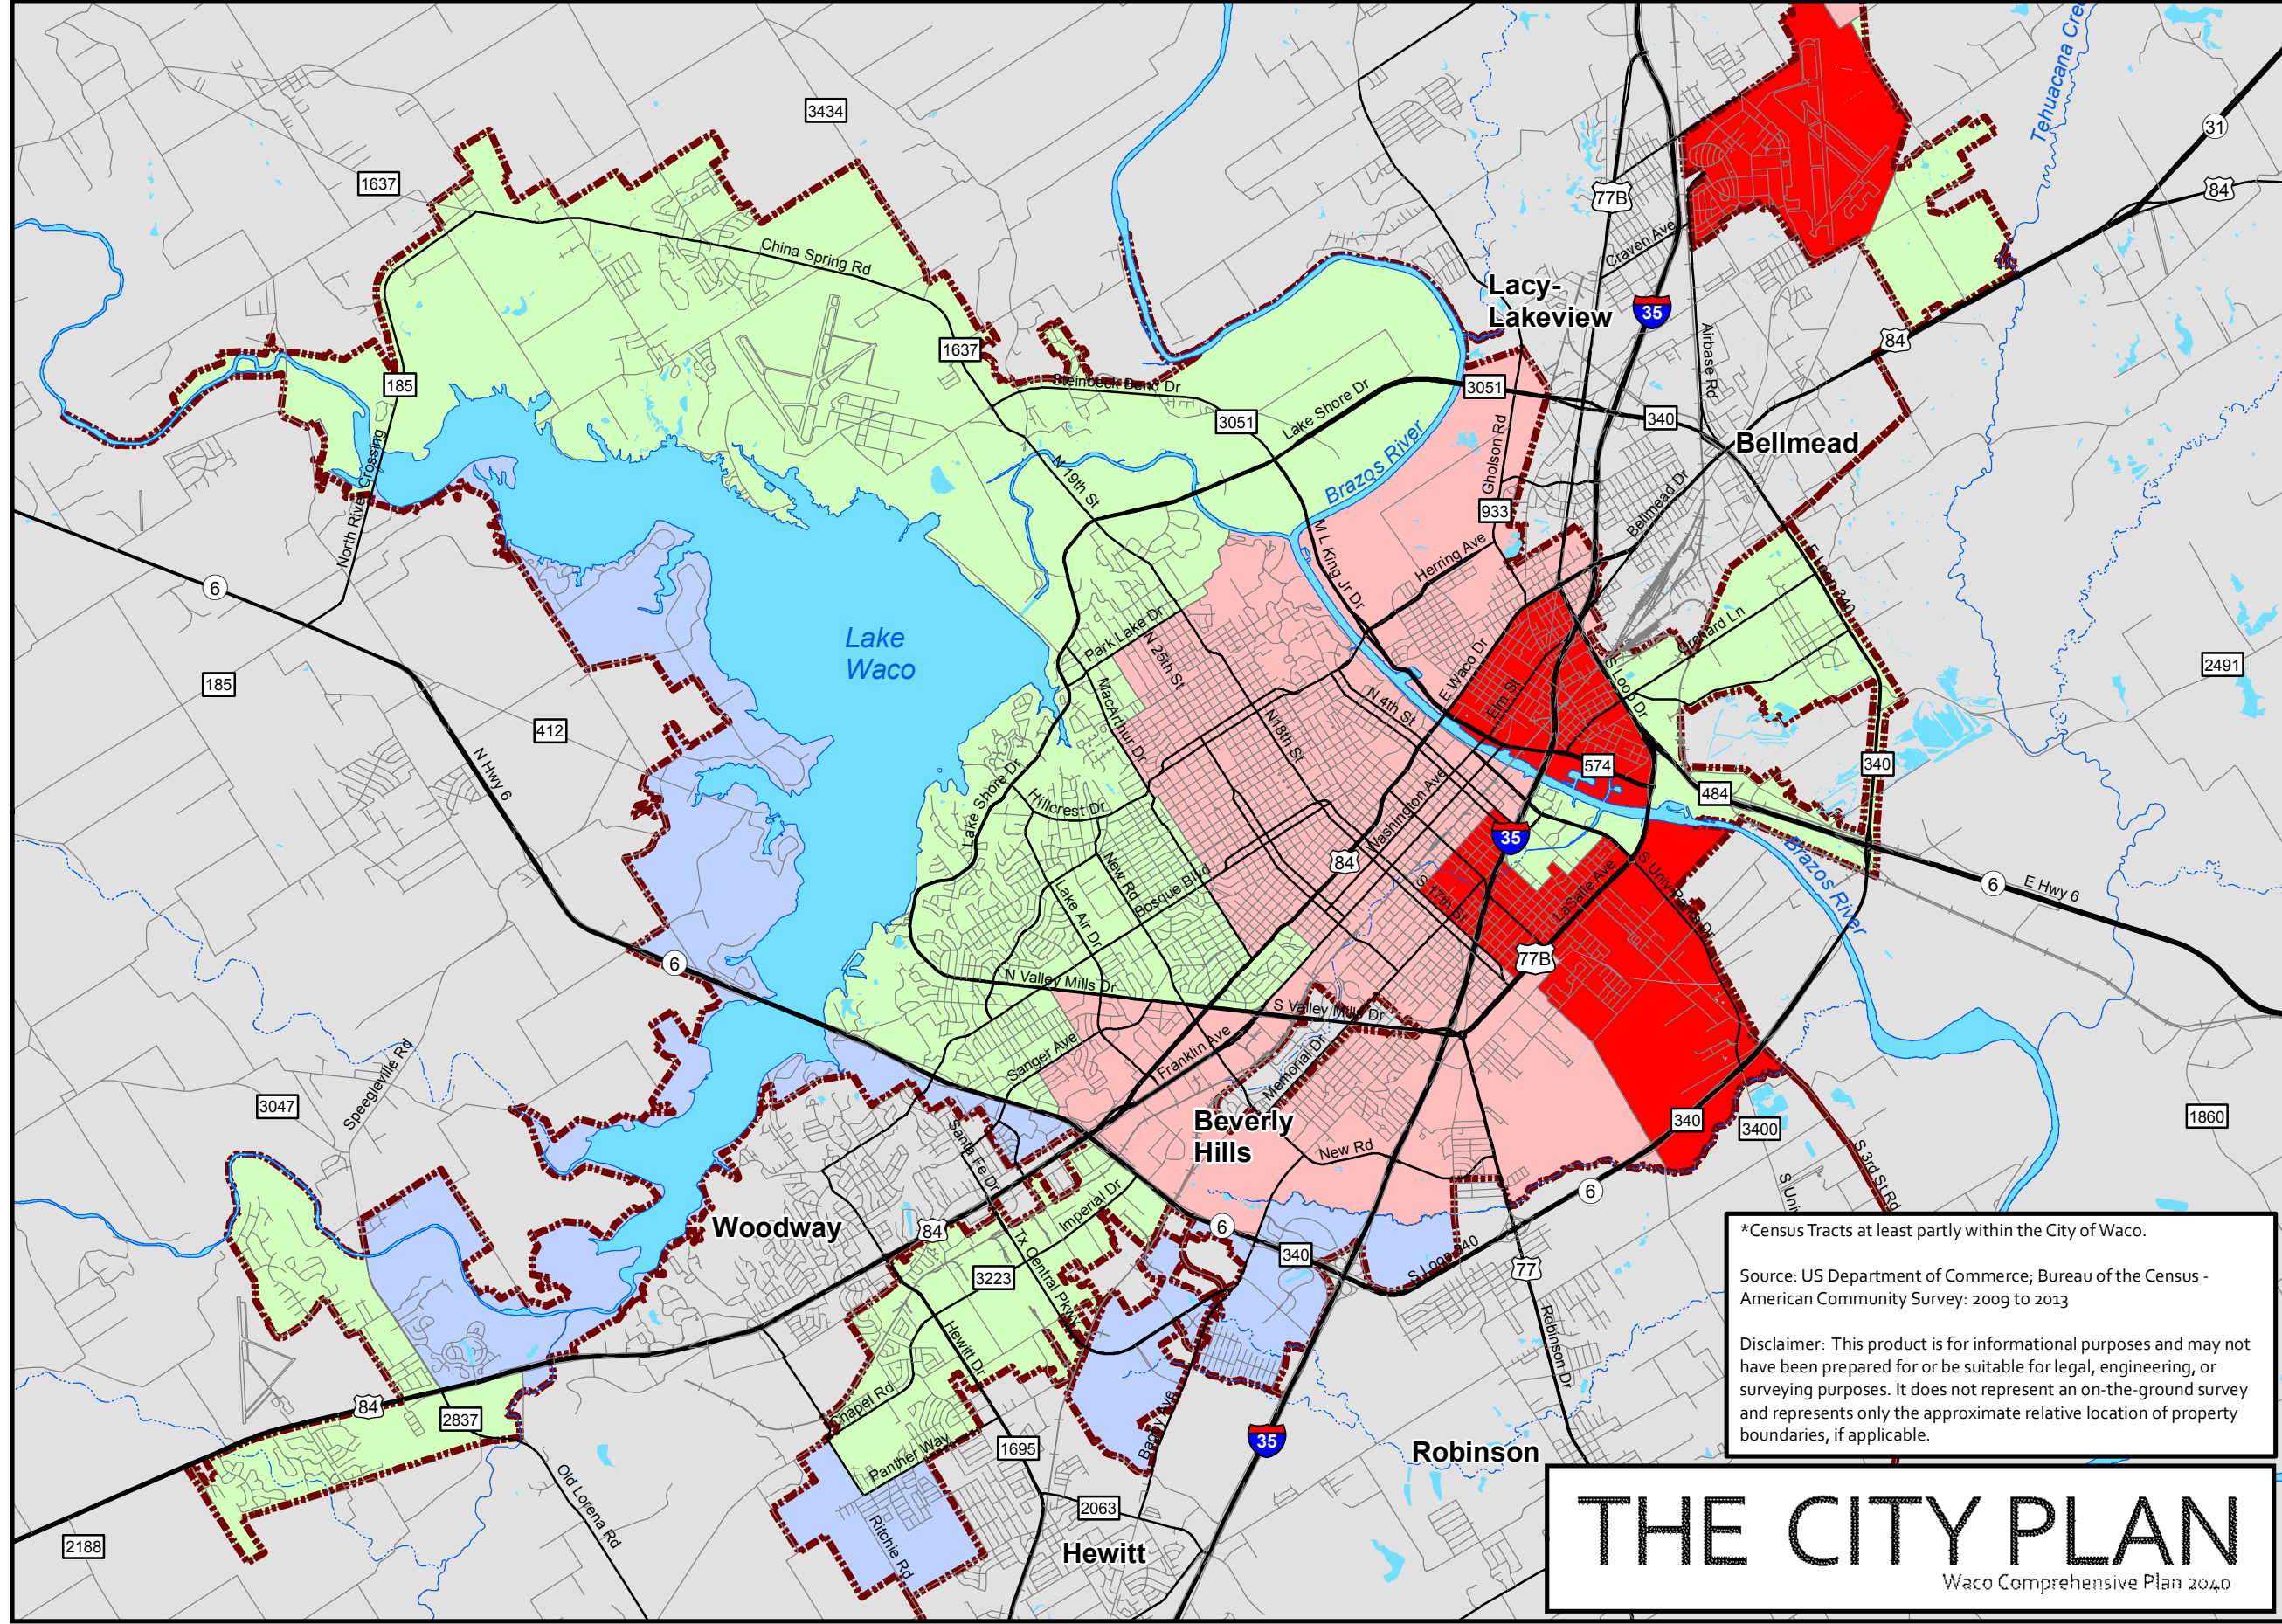 Tehuacana Cree
31
3434
1637
84
77B
China Spring Rd
Craven Ave
Lacy-
Lakeview
35
Airbase Rd
84
1637
185
Steinbeck Bend Dr
3051
3051
Lake Shore Dr
340
Bellmead
Gholson Rd
Brazos River
North River Crossing
N 19th St
933
Bellmead Dr
M L King Jr Dr
Herring Ave
E Loop 340
6
Lake
Waco
Park Lake Dr
N 25th St
Orchard Ln
E Waco Dr
Elm St
S Loop Dr
185
2491
412
MacArthur Dr
N 4th St
N18th St
N Hwy 6
574
340
484
Lake Shore Dr
Hillcrest Dr
Washington Ave
35
84
New Rd
Bosque Blvd
Lake Air Dr
S 17th St
LaSalle Ave
S Univ Parks Dr
Brazos River
6
E Hwy 6
6
77B
N Valley Mills Dr
S Valley Mills Dr
Speegleville Rd
3047
Sanger Ave
Franklin Ave
Memorial Dr
Beverly
Hills
New Rd
340
3400
1860
Santa Fe Dr
S 3rd St Rd
S Univ
6
Woodway
84
Imperial Dr
6
340
S Loop 340
77
3223
Tx Central Pkwy
Hewitt Dr
Robinson Dr
Chapel Rd
84
2837
Panther Way
1695
Bagby Ave
35
Robinson
Old Lorena Rd
2063
2188
Ritchie Rd
Hewitt
*Census Tracts at least partly within the City of Waco.
Source: US Department of Commerce; Bureau of the Census -
American Community Survey: 2009 to 2013
Disclaimer: This product is for informational purposes and may not
have been prepared for or be suitable for legal, engineering, or
surveying purposes. It does not represent an on-the-ground survey
and represents only the approximate relative location of property
boundaries, if applicable.
THE CITY PLAN
Waco Comprehensive Plan 2040